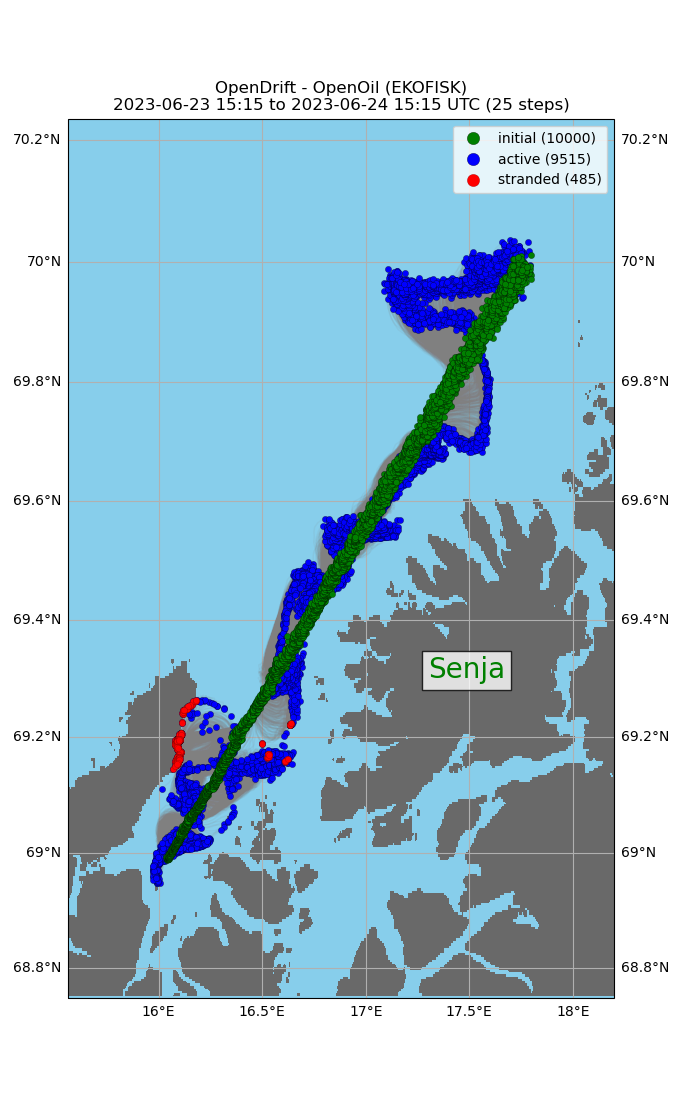 OpenDrift - OpenOil (EKOFISK)
2023-06-23 15:15 to 2023-06-24 15:15 UTC (25 steps)
initial (10000)
active (9515)
stranded (485)
70.2°N 70.2°N
70°N 70°N
69.8°N 69.8°N
69.6°N 69.6°N
69.4°N 69.4°N
Senja
69.2°N 69.2°N
69°N 69°N
68.8°N 68.8°N
16°E 16.5°E 17°E 17.5°E 18°E